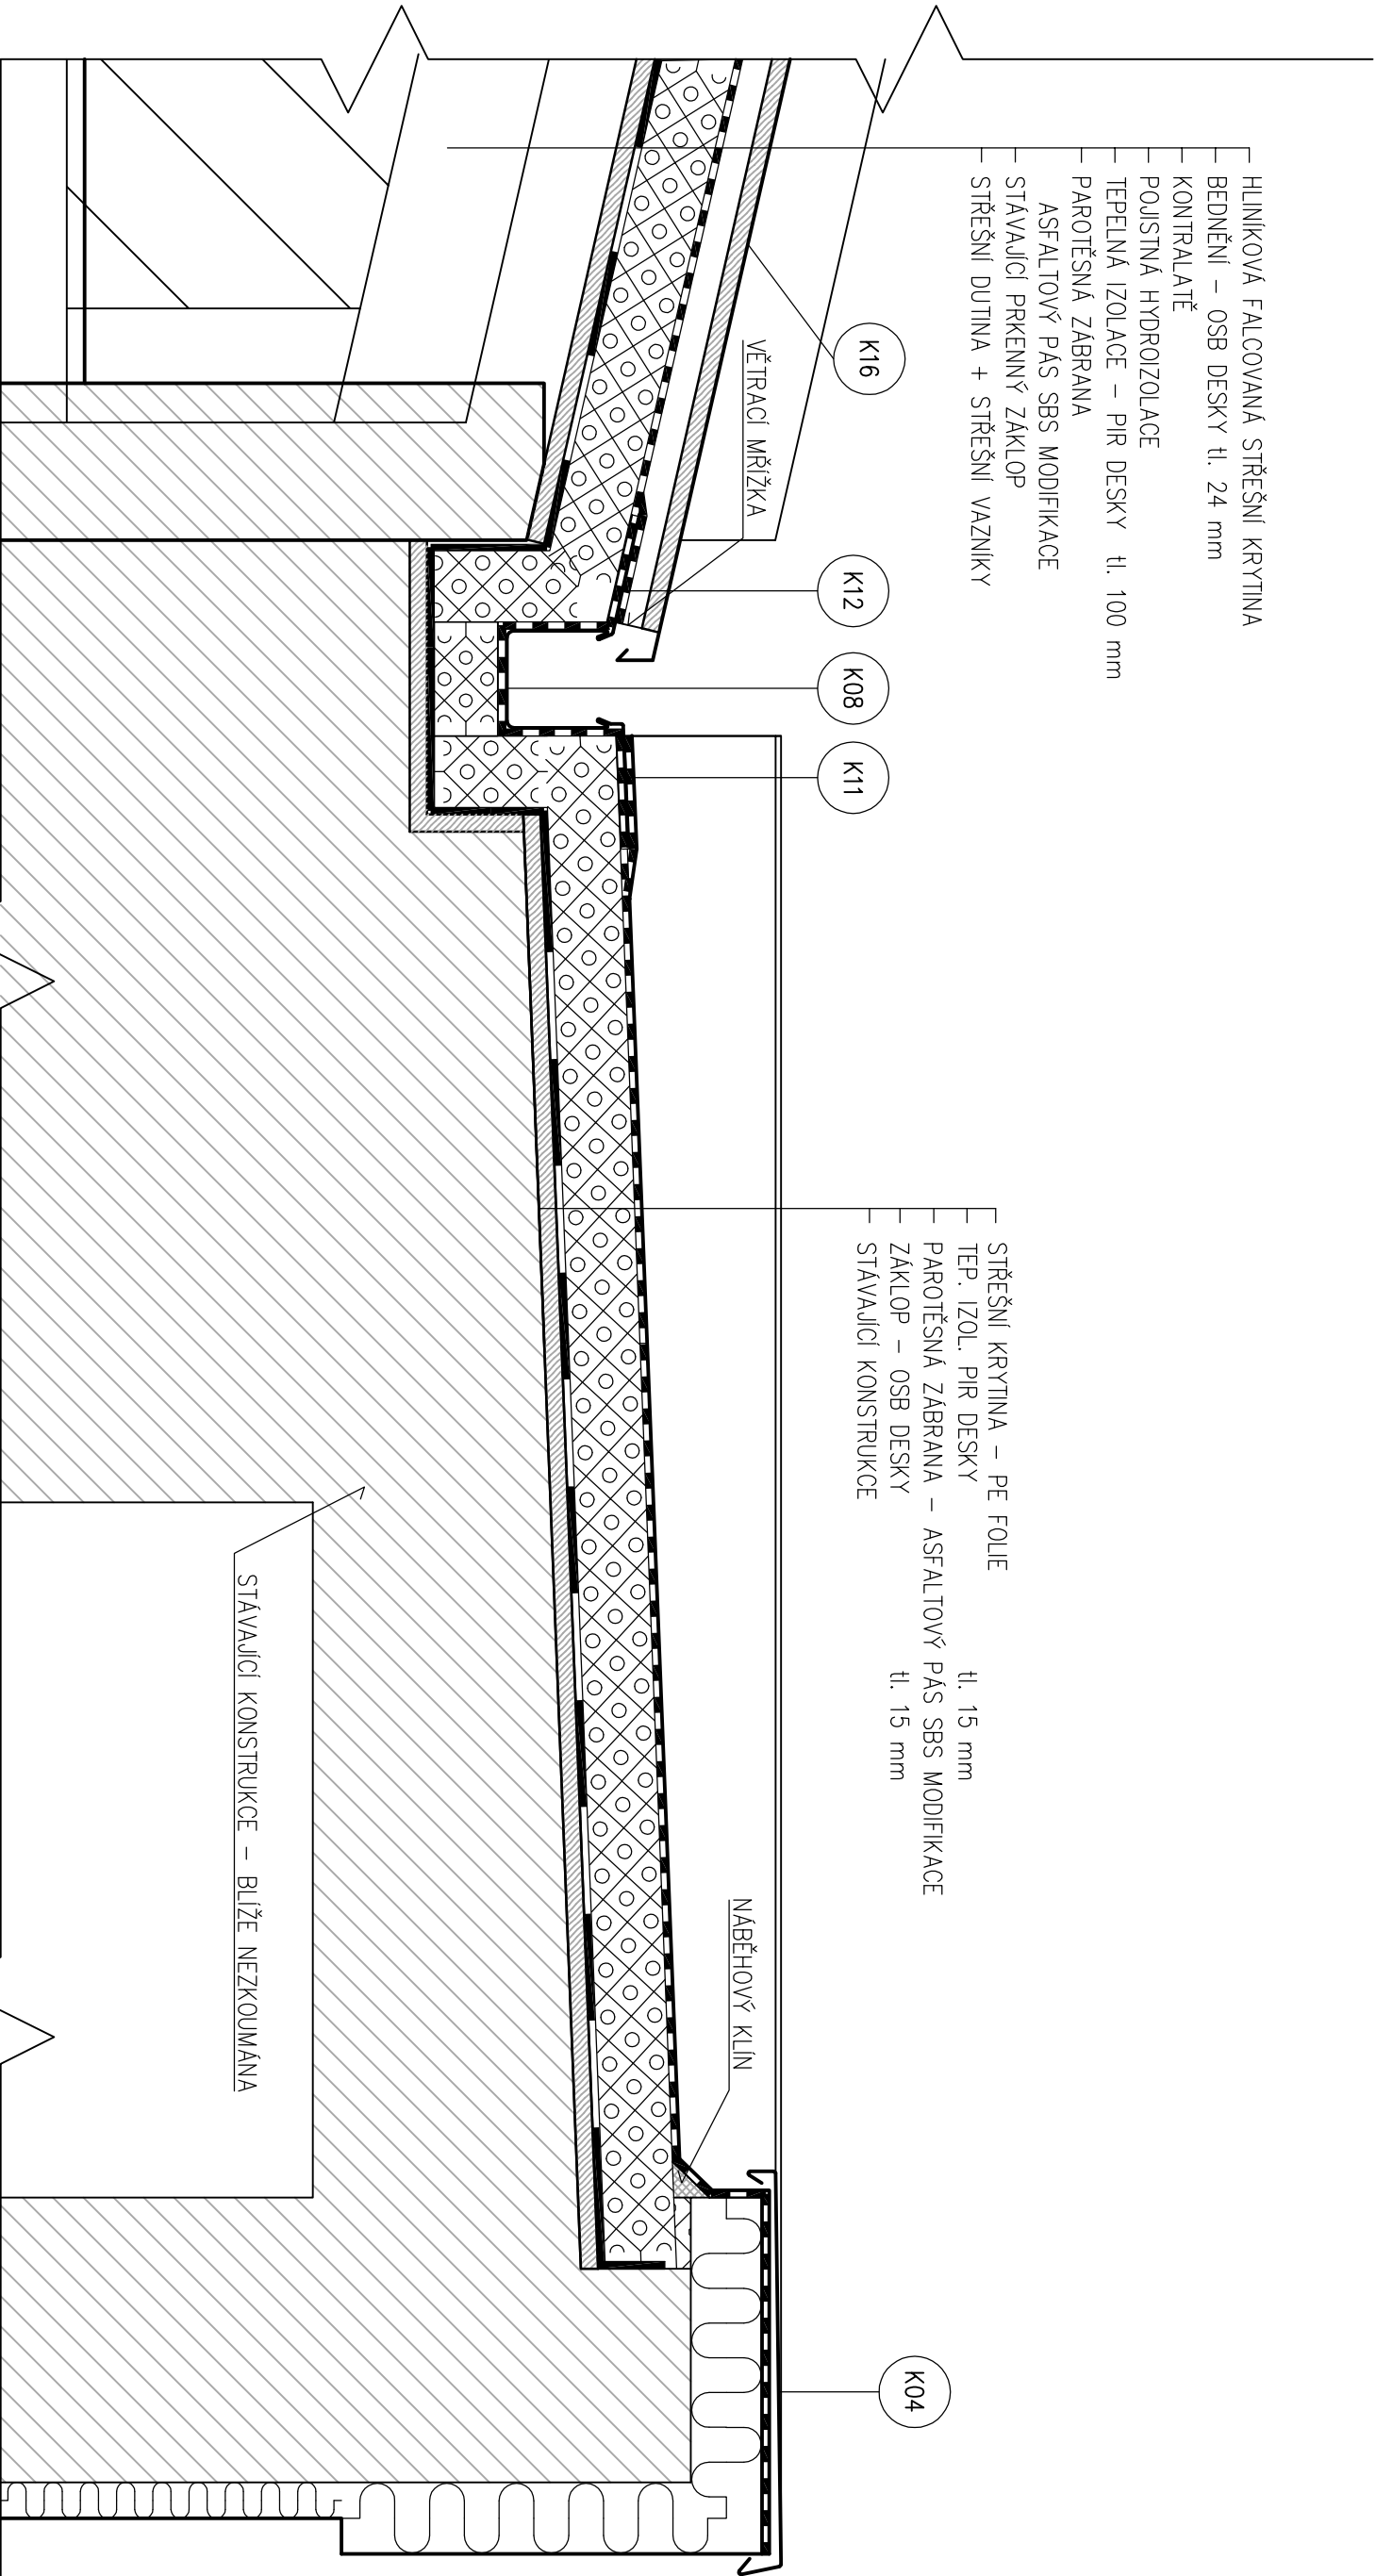 HLINÍKOVÁ FALCOVANÁ STŘEŠNÍ KRYTINA
BEDNĚNÍ – OSB DESKY tl. 24 mm
KONTRALATĚ
POJISTNÁ HYDROIZOLACE
TEPELNÁ IZOLACE – PIR DESKY tl. 100 mm
PAROTĚSNÁ ZÁBRANA
ASFALTOVÝ PÁS SBS MODIFIKACE
STÁVAJÍCÍ PRKENNÝ ZÁKLOP
STŘEŠNÍ DUTINA + STŘEŠNÍ VAZNÍKY
STŘEŠNÍ KRYTINA – PE FOLIE
TEP. IZOL. PIR DESKY tl. 15 mm
PAROTĚSNÁ ZÁBRANA – ASFALTOVÝ PÁS SBS MODIFIKACE
ZÁKLOP – OSB DESKY tl. 15 mm
STÁVAJÍCÍ KONSTRUKCE
K16
K12
K08
K11
K04
VĚTRACÍ MŘÍŽKA
NÁBĚHOVÝ KLÍN
STÁVAJÍCÍ KONSTRUKCE – BLÍŽE NEZKOUMÁNA